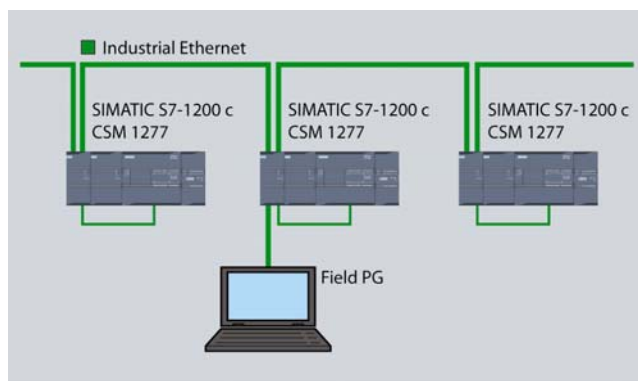 Industrial Ethernet
SIMATIC S7-1200 c
CSM 1277
SIMATIC S7-1200 c
CSM 1277
SIMATIC S7-1200 c
CSM 1277
Field PG